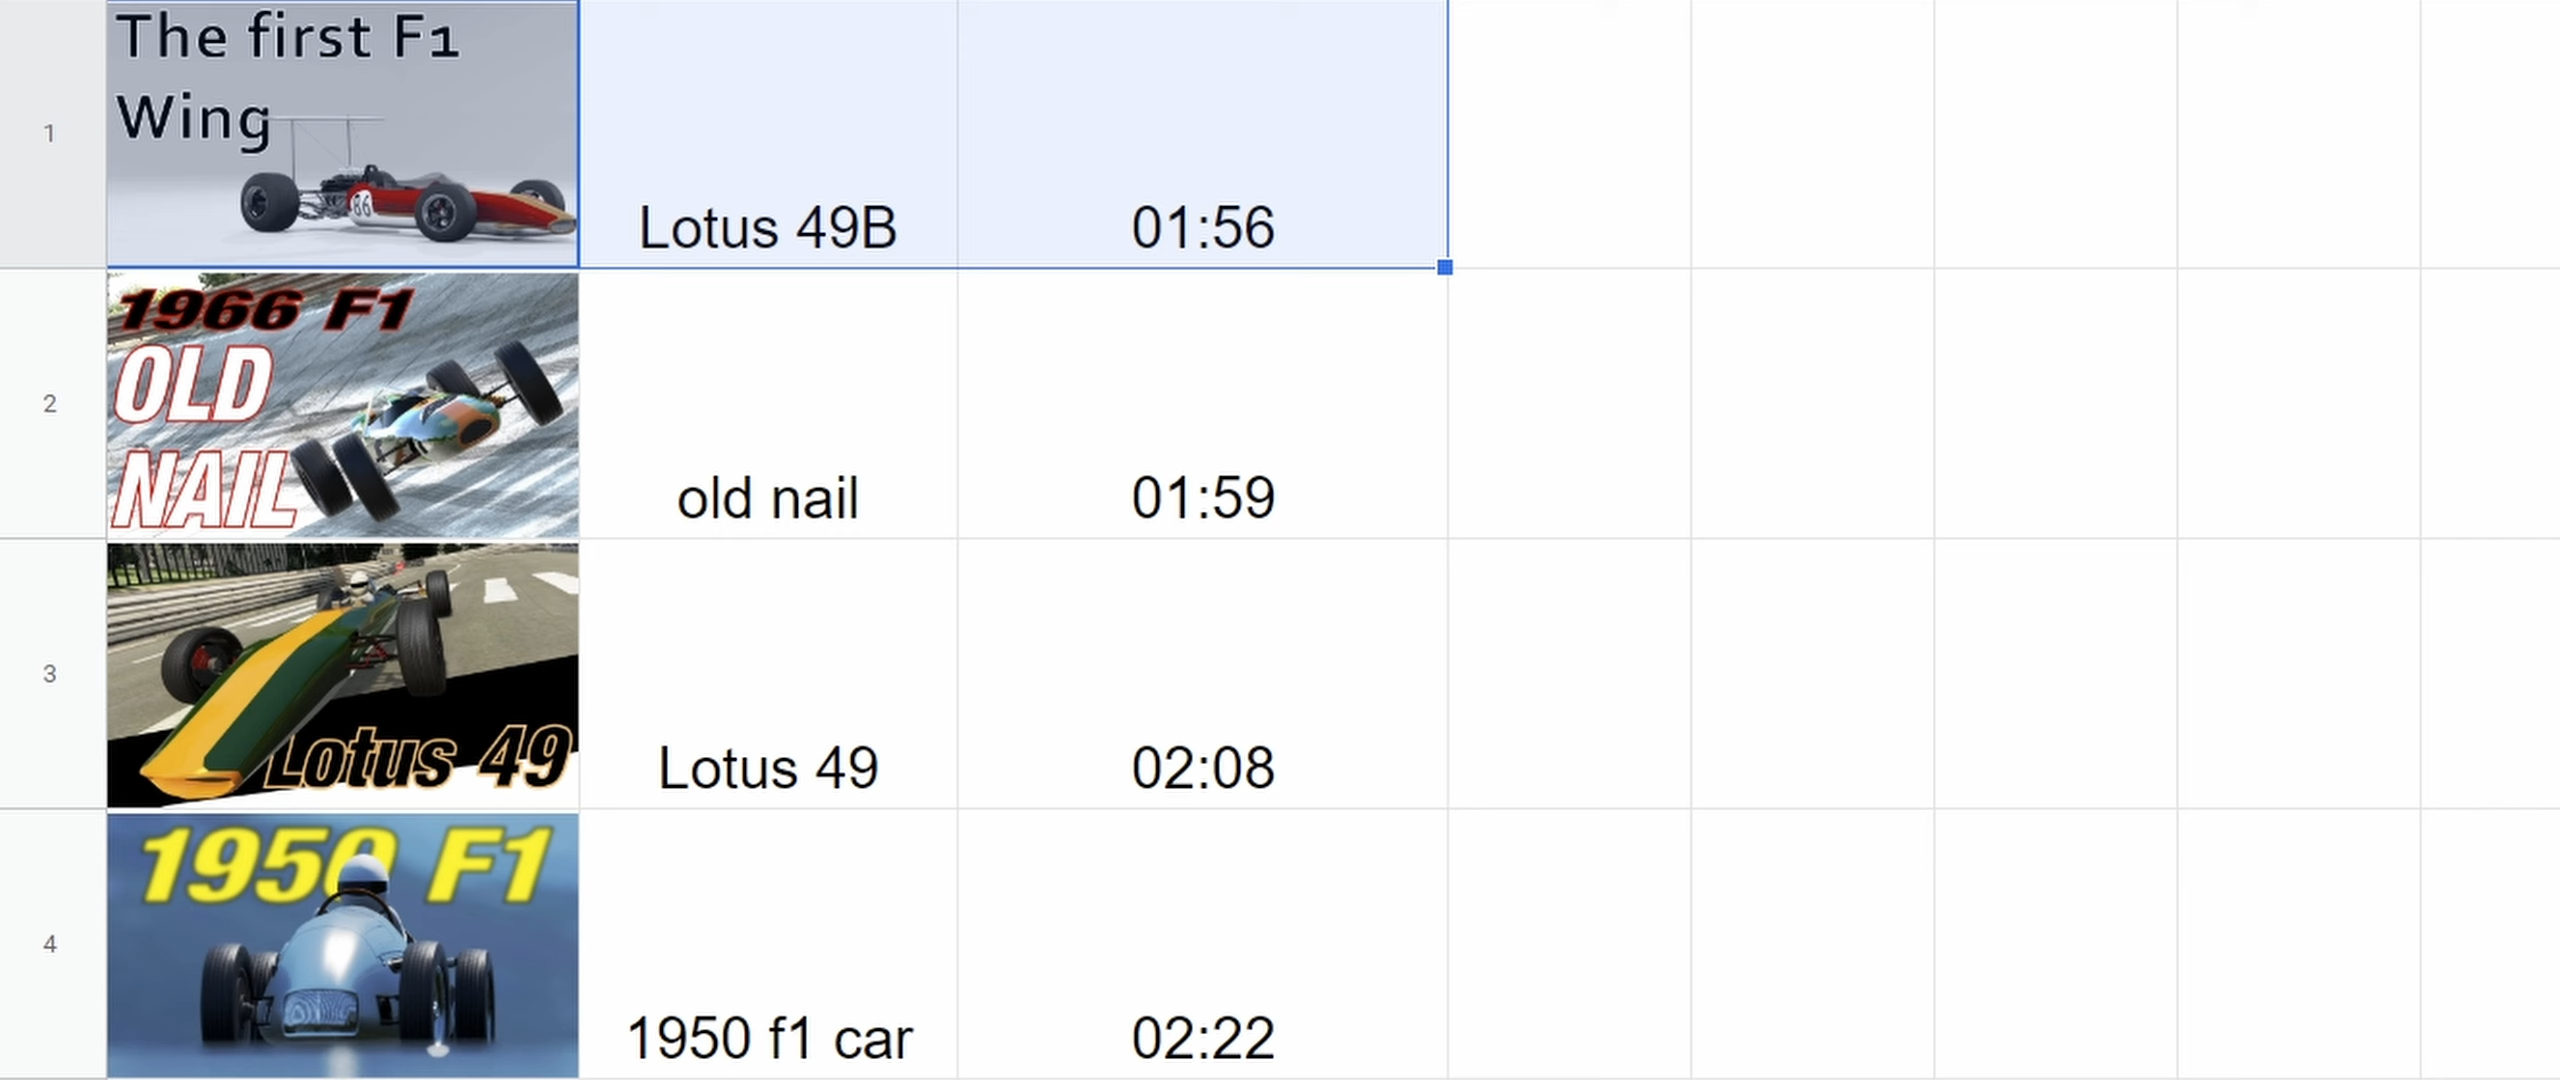 1
The first F1
Wing
86
Lotus 49B
01:56
2
1966 F1
OLD
NAIL
old nail
01:59
3
Lotus 49
Lotus 49
02:08
4
1950 F1
1950 f1 car
02:22